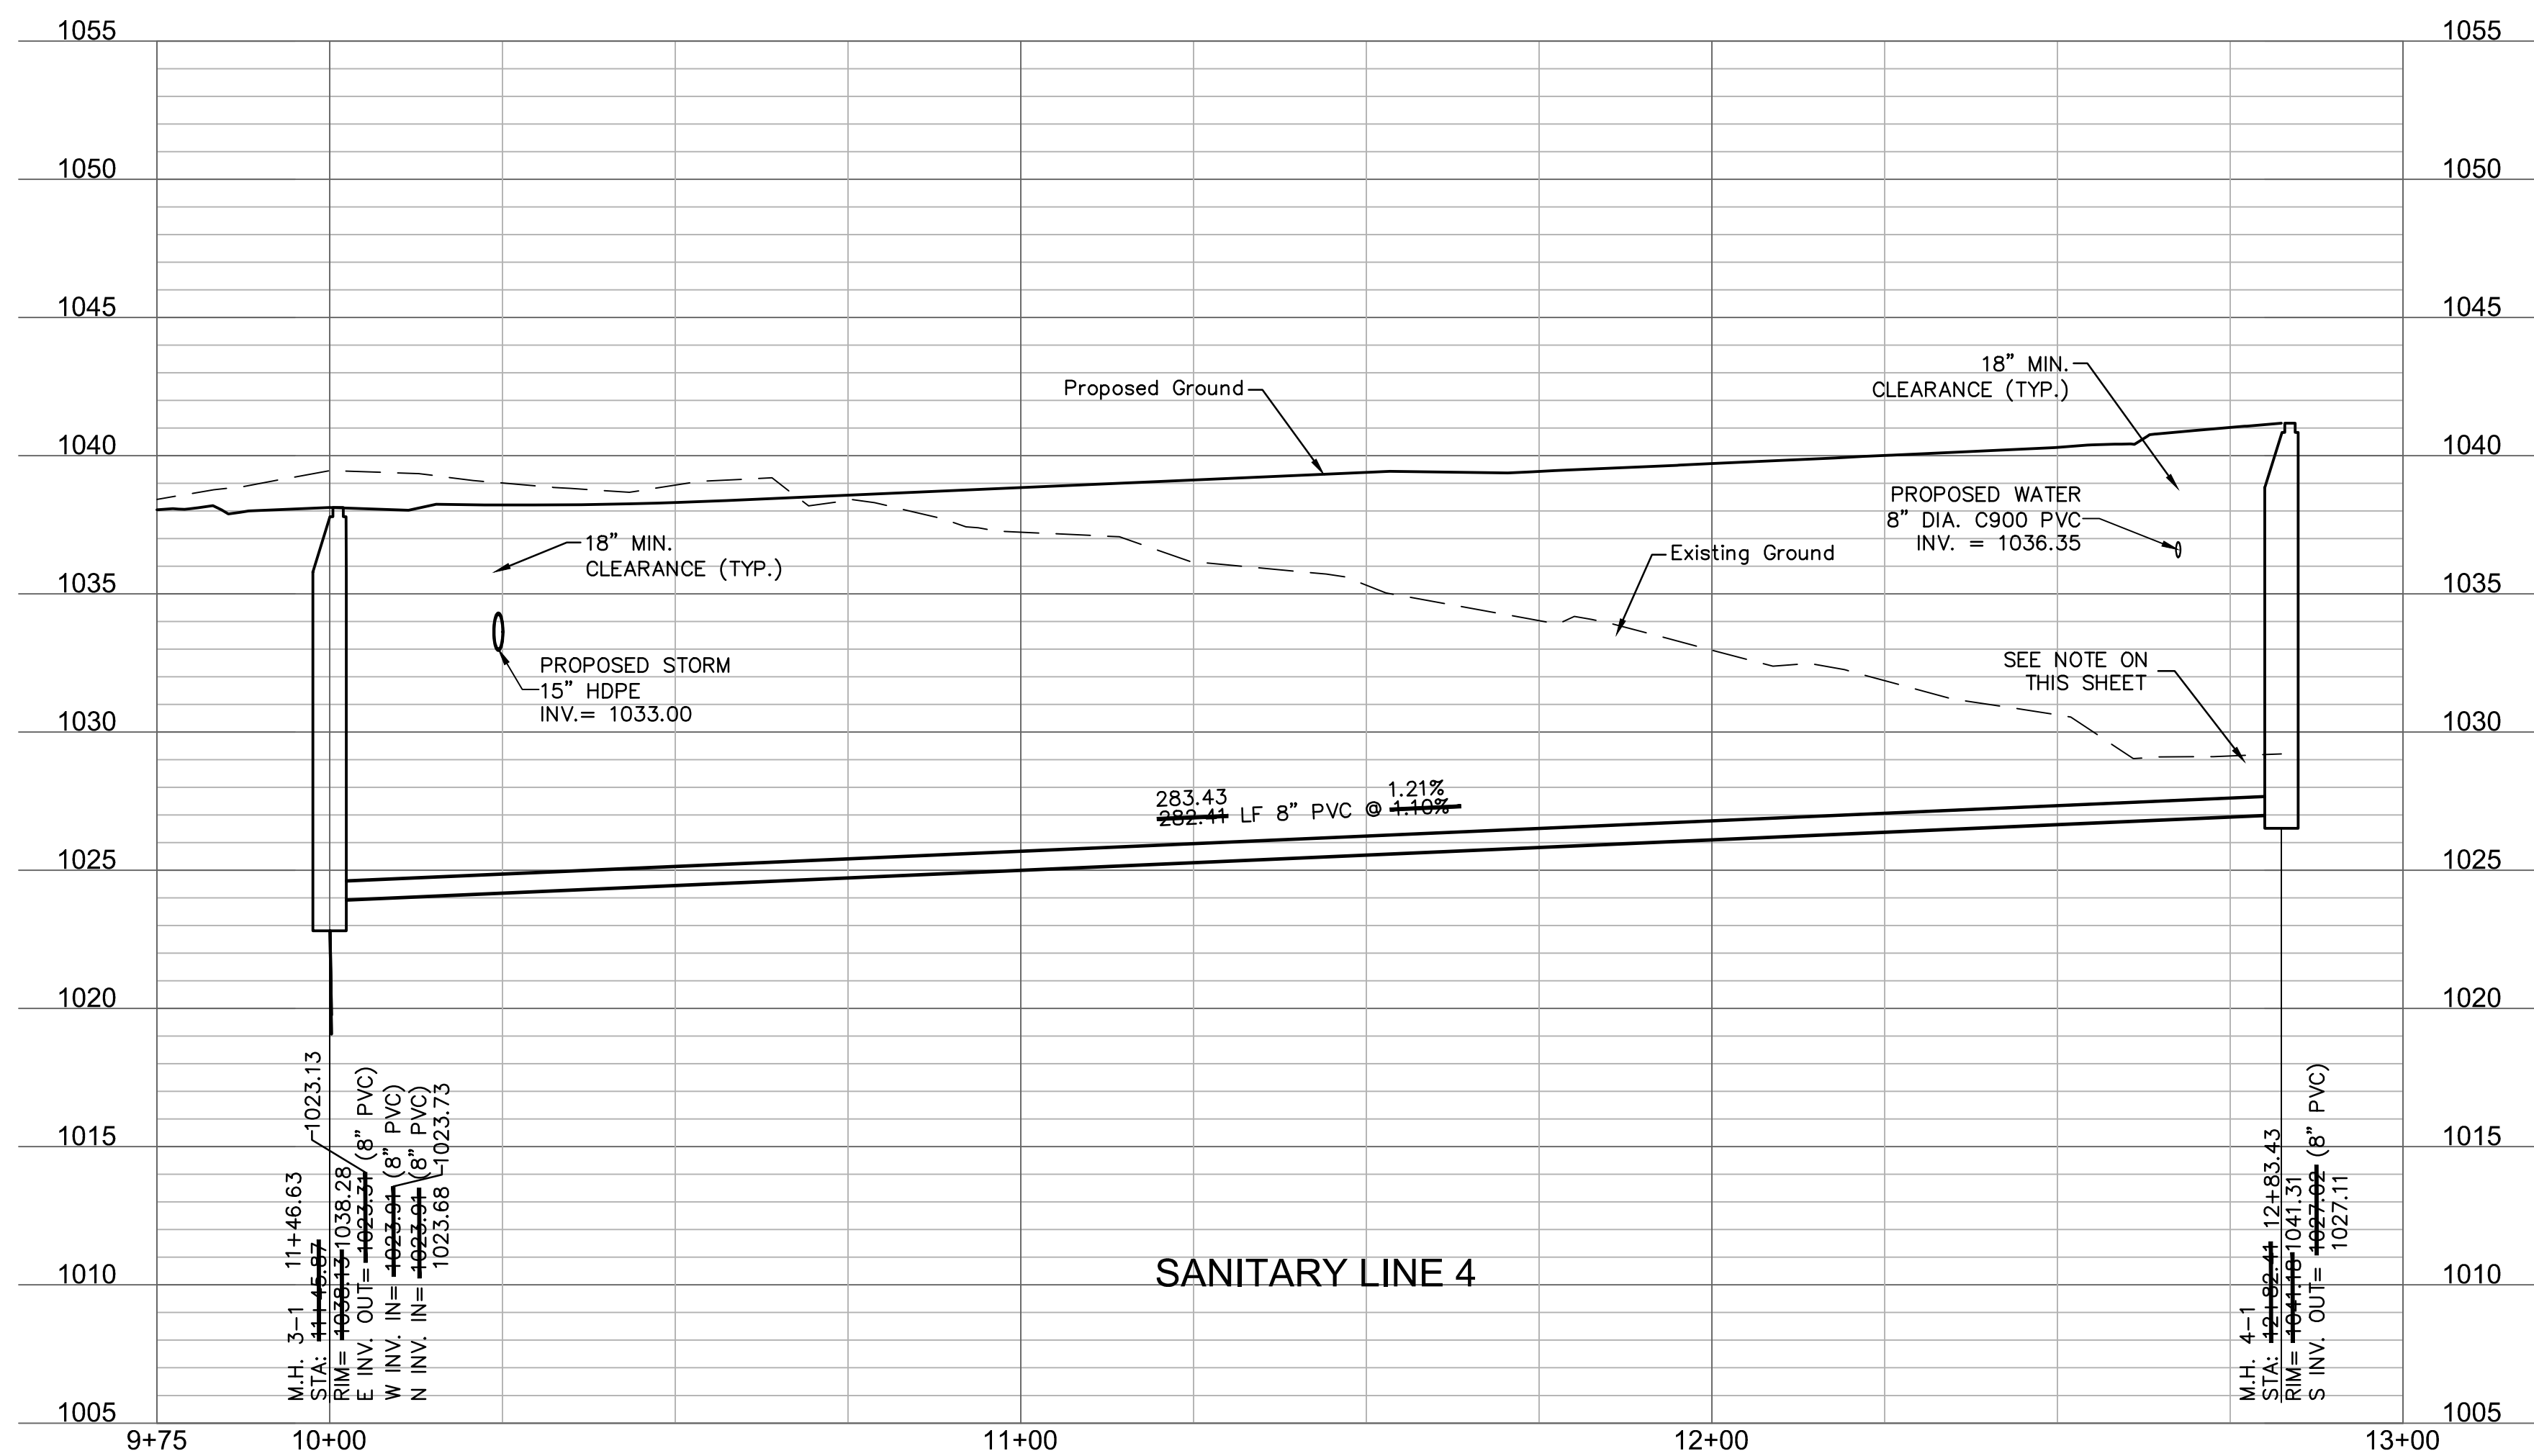 1055 1055
1050 1050
1045 1045
18” MIN.
CLEARANCE (TYP.)
Proposed Ground
1040 1040
PROPOSED WATER
8” DIA. C900 PVC
INV. = 1036.35
18” MIN.
CLEARANCE (TYP.)
Existing Ground
1035 1035
PROPOSED STORM
15” HDPE
INV.= 1033.00
SEE NOTE ON
THIS SHEET
1030 1030
283.43 1.21%
282.41 LF 8” PVC @ 1.10%
1025 1025
1020 1020
1015 1015
1010 1010
1005 1005
M.H. 3-1 11+46.63
STA: 11+45.87
RIM= 1038.13 1038.28
1023.13
E INV. OUT= 1023.31 (8” PVC)
W INV. IN= 1023.91 (8” PVC)
1023.73
N INV. IN= 1023.91 (8” PVC)
1023.68
SANITARY LINE 4
M.H. 4-1
STA: 12+82.41 12+83.43
RIM= 1041.18 1041.31
S INV. OUT= 1027.02 (8” PVC)
1027.11
9+75 10+00 11+00 12+00 13+00